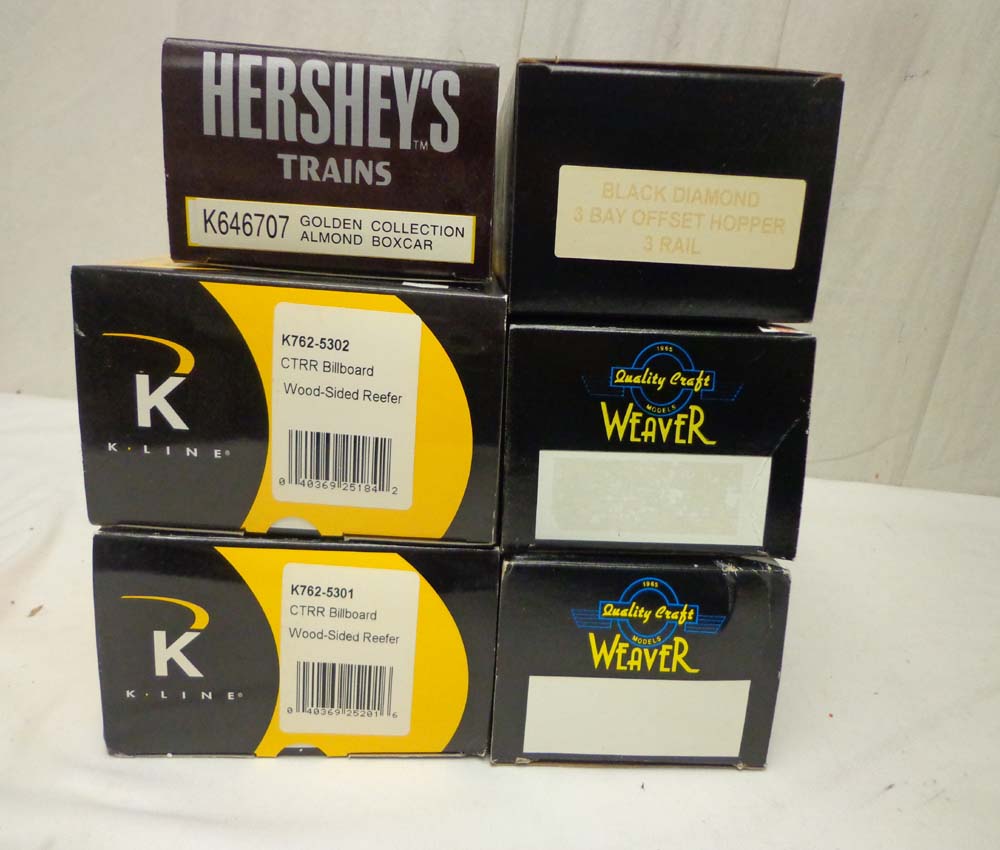 HERSHEY'S
TM
TRAINS
K646707
GOLDEN COLLECTION
ALMOND BOXCAR
BLACK DIAMOND
3 BAY OFFSET HOPPER
3 RAIL
K
K·LINE®
K762-5302
CTRR Billboard
Wood-Sided Reefer
0 40369 25184 2
1965
Quality Craft
MODELS
WEAVER
K
K·LINE®
K762-5301
CTRR Billboard
Wood-Sided Reefer
0 40369 25201 6
1965
Quality Craft
MODELS
WEAVER